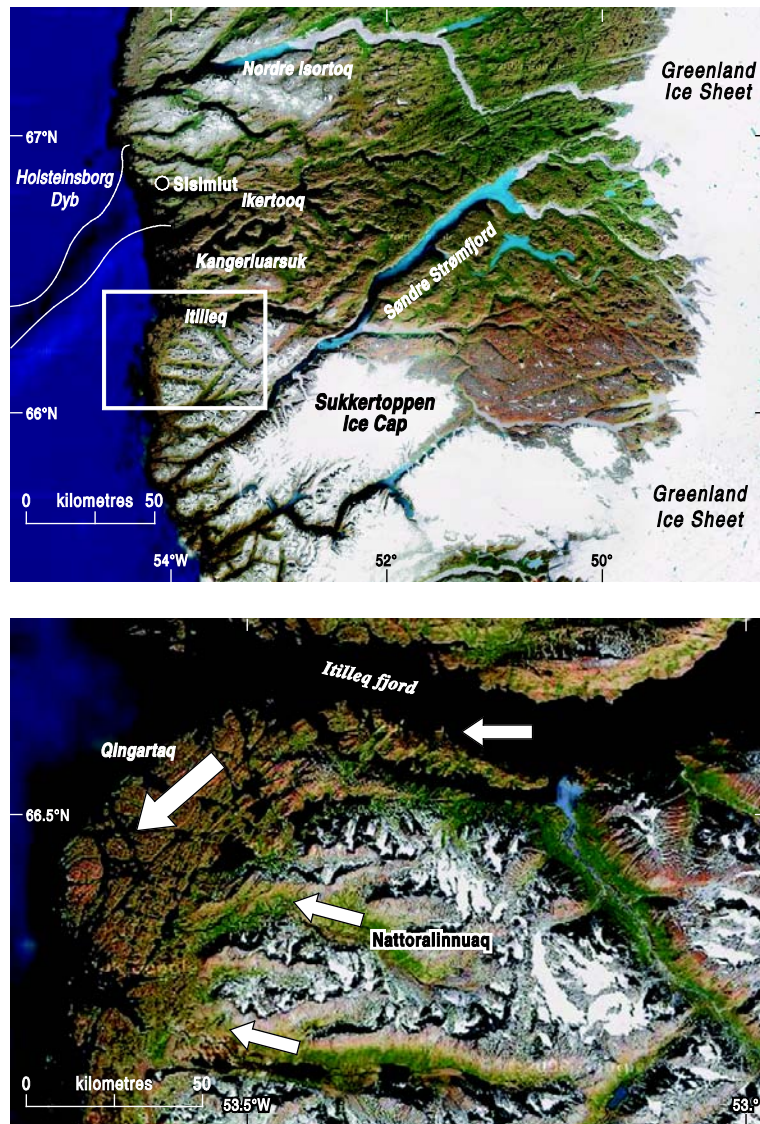 Nordre Isortoq
Greenland
Ice Sheet
67°N
Holsteinsborg
Dyb
Sisimiut
Ikertooq
Kangerluarsuk
Søndre Strømfjord
Itilleq
66°N
Sukkertoppen
Ice Cap
0 kilometres 50
Greenland
Ice Sheet
54°W
52°
50°
Itilleq fjord
Qingartaq
66.5°N
Nattoralinnuaq
0 kilometres 50
53.5°W
53.°